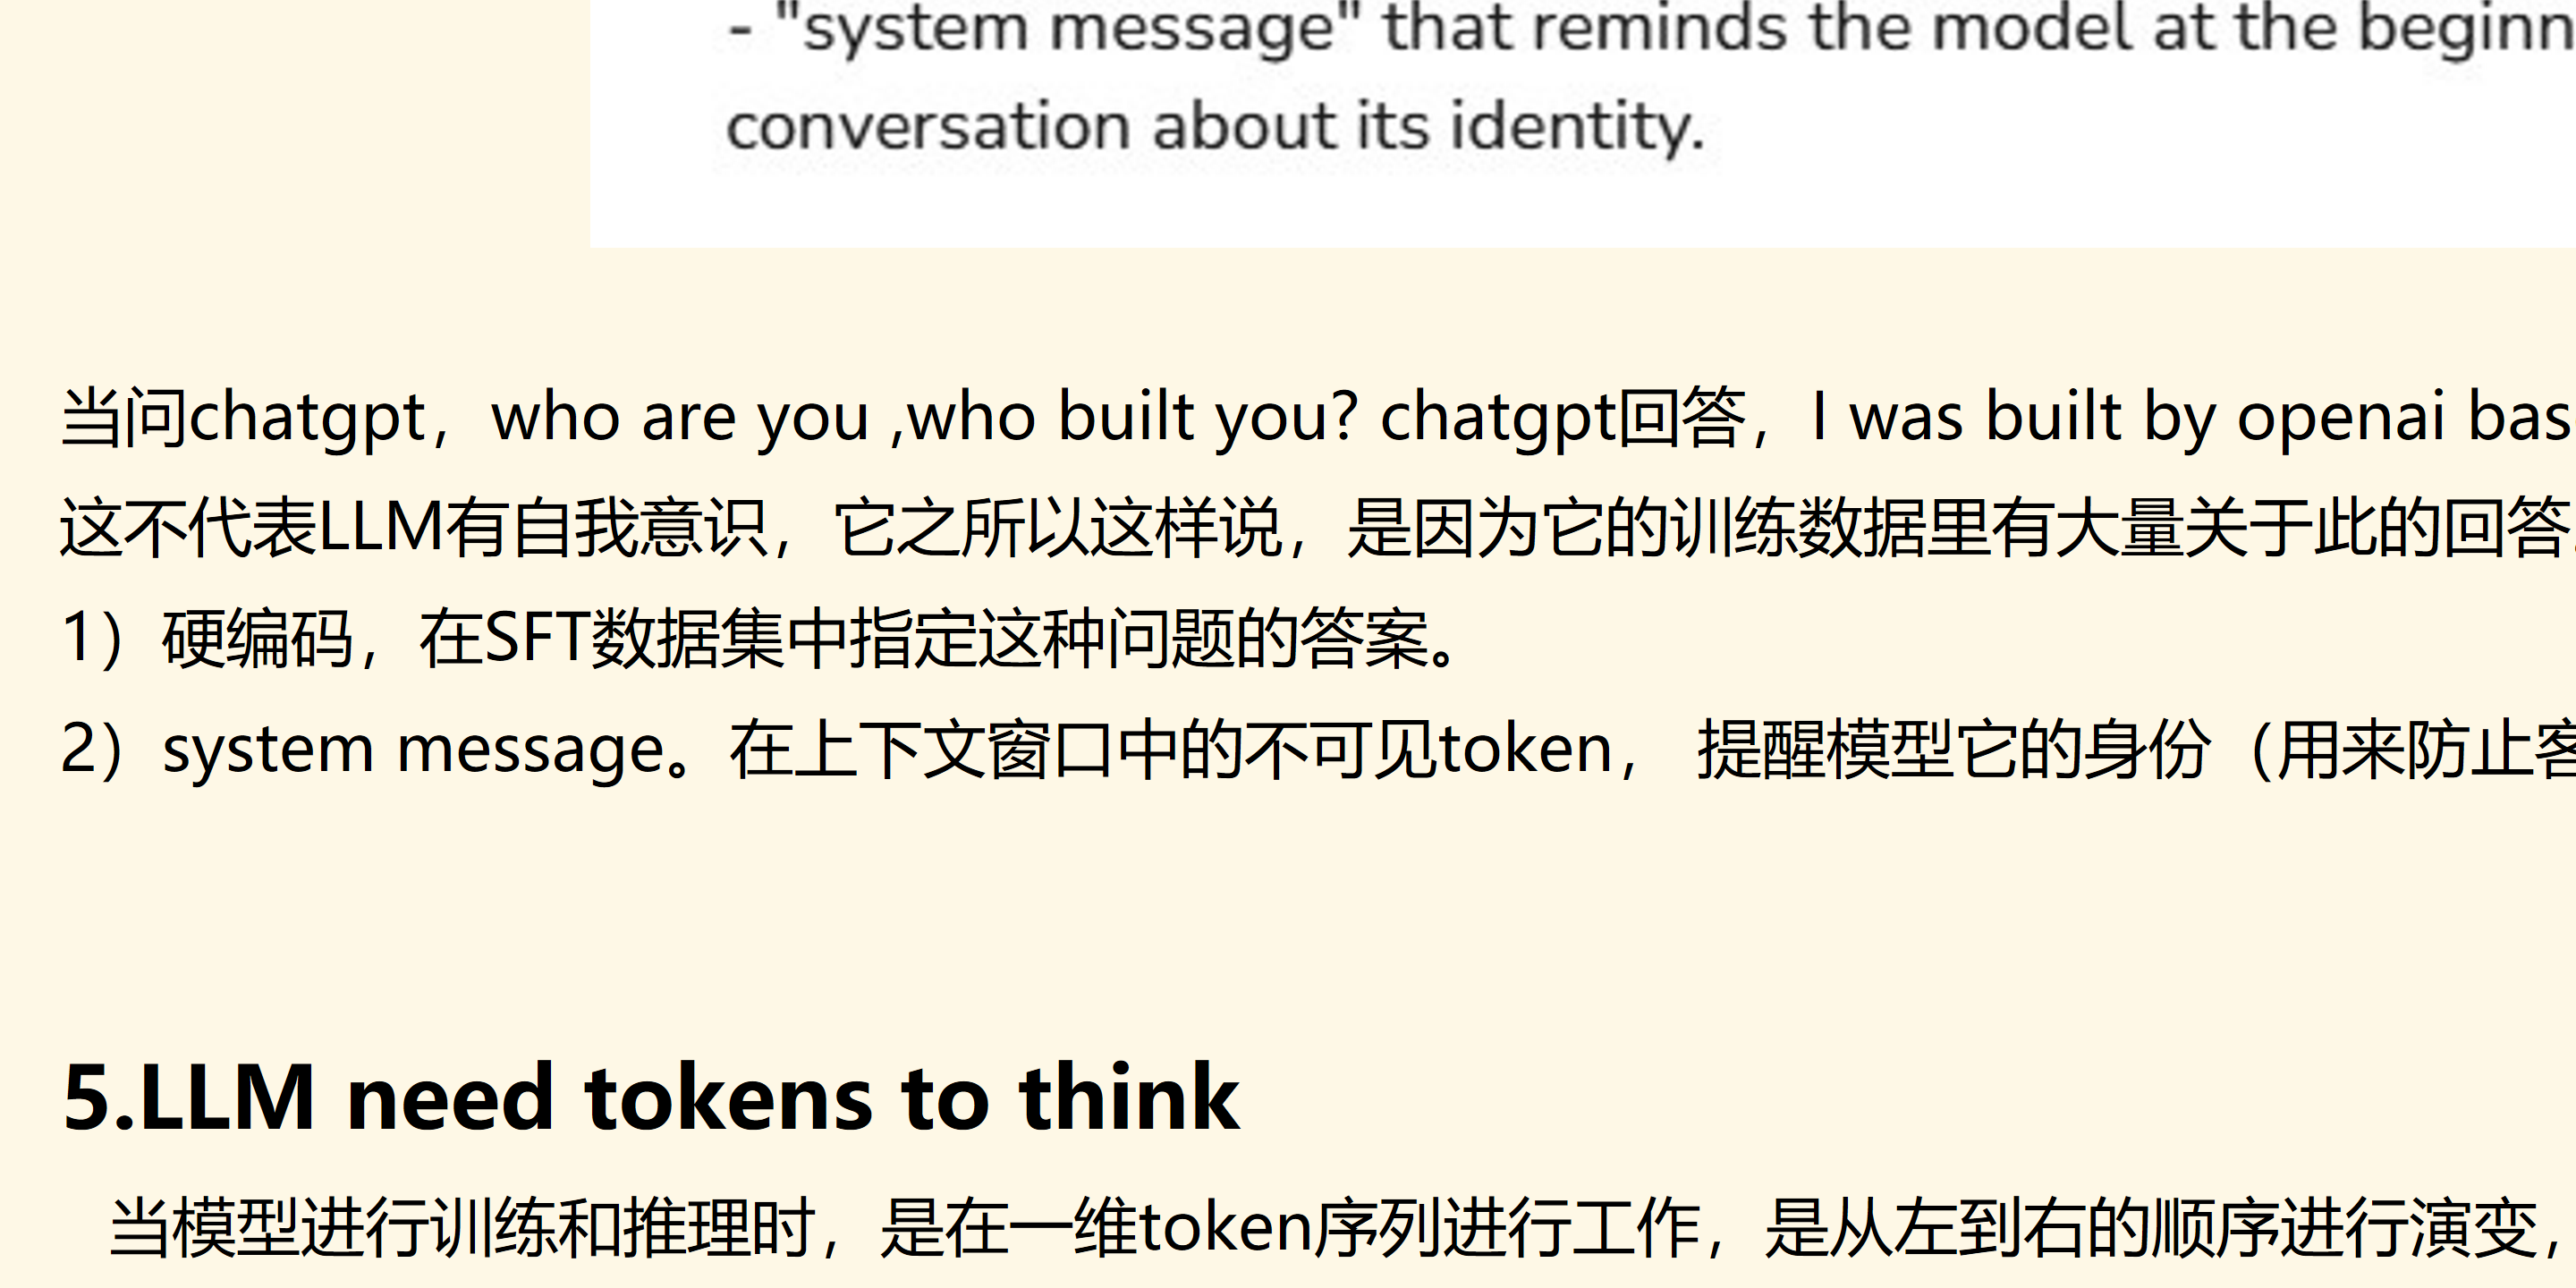 - "system message" that reminds the model at the beginn
conversation about its identity.
当问chatgpt，who are you ,who built you? chatgpt回答，I was built by openai bas
这不代表LLM有自我意识，它之所以这样说，是因为它的训练数据里有大量关于此的回答
1）硬编码，在SFT数据集中指定这种问题的答案。
2）system message。在上下文窗口中的不可见token， 提醒模型它的身份（用来防止客
5.LLM need tokens to think
当模型进行训练和推理时，是在一维token序列进行工作，是从左到右的顺序进行演变，